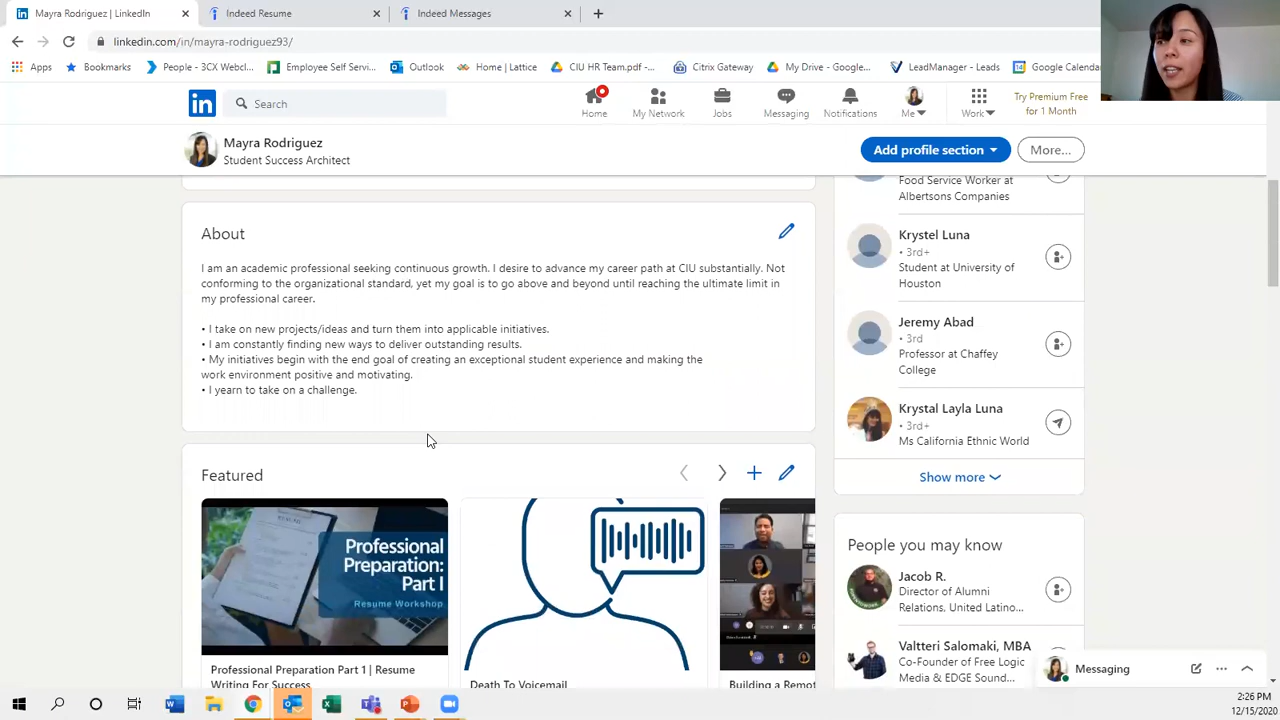 Mayra Rodriguez | LinkedIn
Indeed Resume
Indeed Messages
linkedin.com/in/mayra-rodriguez93/
Apps
Bookmarks
People - 3CX Webcl...
Employee Self Servi...
Outlook
My | Lattice
CIU HR Team.pdf -...
Citrix Gateway
My Drive - Google...
LeadManager - Leads
Google Calendar
in
Search
Home
My Network
Jobs
Messaging
Notifications
Me
Work
Try Premium Free
for 1 Month
Mayra Rodriguez
Student Success Architect
Add profile section
More...
About
I am an academic professional seeking continuous growth. I desire to advance my career path at CIU substantially. Not
conforming to the organizational standard, yet my goal is to go above and beyond until reaching the ultimate limit in
my professional career.
• I take on new projects/ideas and turn them into applicable initiatives.
• I am constantly finding new ways to deliver outstanding results.
• My initiatives begin with the end goal of creating an exceptional student experience and making the
work environment positive and motivating.
• I yearn to take on a challenge.
Featured
Professional
Preparation:
Part I
Resume Workshop
Professional Preparation Part 1 | Resume
Writing For Success
Death To Voicemail
Building a Remot
Food Service Worker at
Albertsons Companies
Krystel Luna
• 3rd+
Student at University of
Houston
Jeremy Abad
• 3rd
Professor at Chaffey
College
Krystal Layla Luna
• 3rd+
Ms California Ethnic World
Show more
People you may know
Jacob R.
Director of Alumni
Relations, United Latino...
Valtteri Salomaki, MBA
Co-Founder of Free Logic
Media & EDGE Sound...
Messaging
2:26 PM
12/15/2020